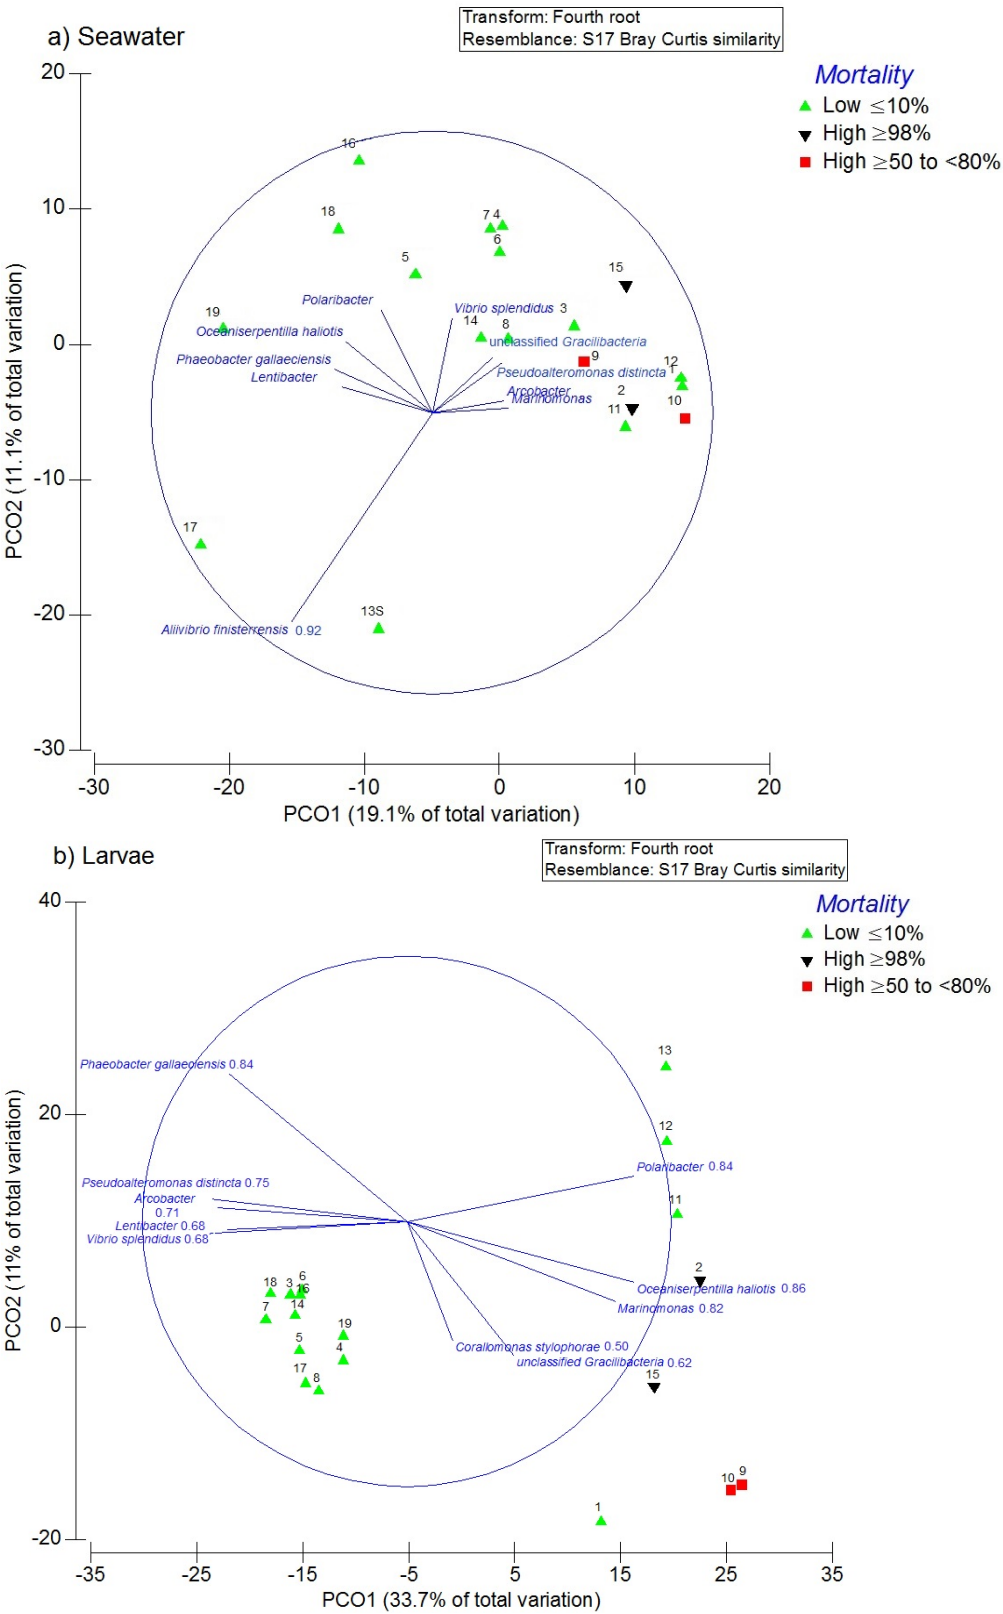 a) Seawater
Transform: Fourth root
Resemblance: S17 Bray Curtis similarity
Mortality
Low ≤10%
High ≥98%
High ≥50 to <80%
20
10
0
-10
-20
-30
PCO2 (11.1% of total variation)
16
18
7 4
6
5
15
Polaribacter
Vibrio splendidus
3
19
14
8
Oceaniserpentilla haliotis
unclassified Gracilibacteria
9
Phaeobacter gallaeciensis
12
1
Pseudoalteromonas distincta
Lentibacter
Arcobacter
2
Marinomonas
10
11
17
13S
Aliivibrio finisterrensis 0.92
-30
-20
-10
0
10
20
PCO1 (19.1% of total variation)
b) Larvae
Transform: Fourth root
Resemblance: S17 Bray Curtis similarity
Mortality
Low ≤10%
High ≥98%
High ≥50 to <80%
40
20
0
-20
PCO2 (11% of total variation)
13
Phaeobacter gallaeciensis 0.84
12
Polaribacter 0.84
Pseudoalteromonas distincta 0.75
Arcobacter
0.71
11
Lentibacter 0.68
Vibrio splendidus 0.68
2
18
3
6
16
Oceaniserpentilla haliotis 0.86
7
14
Marinomonas 0.82
19
5
4
Corallomonas stylophorae 0.50
unclassified Gracilibacteria 0.62
17
8
15
10
9
1
-35
-25
-15
-5
5
15
25
35
PCO1 (33.7% of total variation)